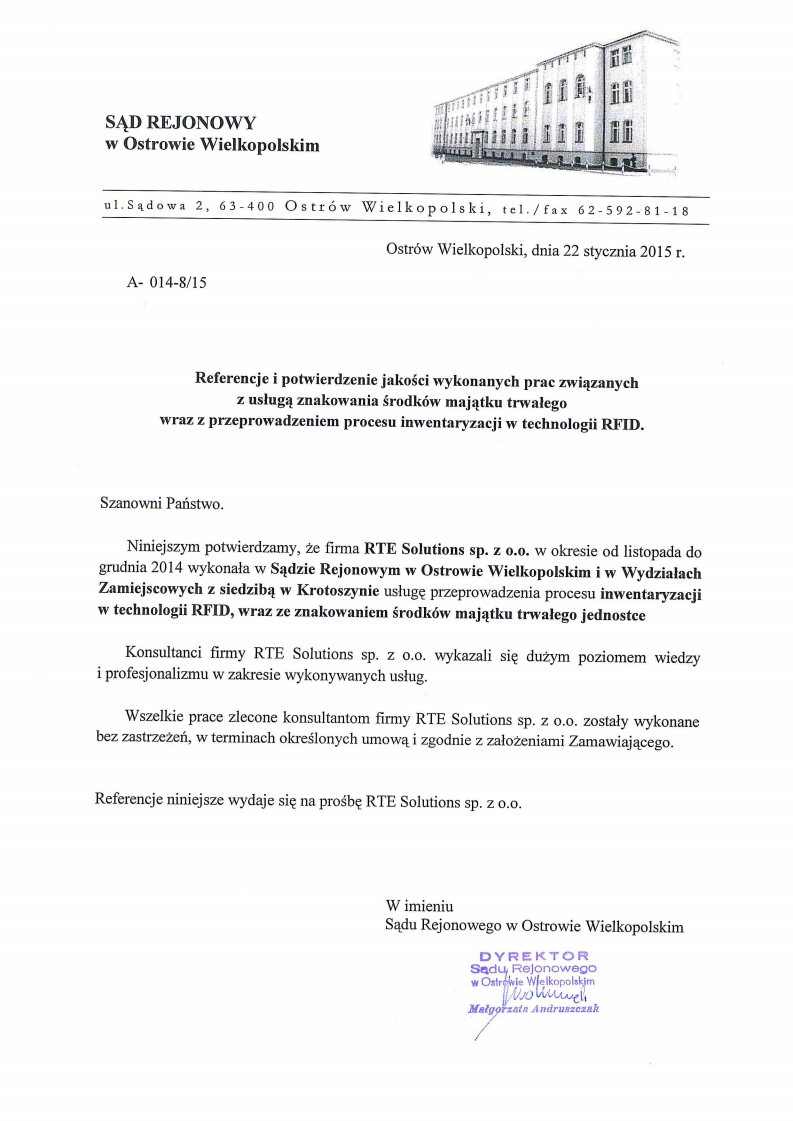 SĄD REJONOWY
w Ostrowie Wielkopolskim
ul.Sądowa 2, 63-400 Ostrów Wielkopolski, tel./fax 62-592-81-18
Ostrów Wielkopolski, dnia 22 stycznia 2015 r.
A- 014-8/15
Referencje i potwierdzenie jakości wykonanych prac związanych
z usługą znakowania środków majątku trwałego
wraz z przeprowadzeniem procesu inwentaryzacji w technologii RFID.
Szanowni Państwo.
Niniejszym potwierdzamy, że firma RTE Solutions sp. z o.o. w okresie od listopada do
grudnia 2014 wykonała w Sądzie Rejonowym w Ostrowie Wielkopolskim i w Wydziałach
Zamiejscowych z siedzibą w Krotoszynie usługę przeprowadzenia procesu inwentaryzacji
w technologii RFID, wraz ze znakowaniem środków majątku trwałego jednostce
Konsultanci firmy RTE Solutions sp. z o.o. wykazali się dużym poziomem wiedzy
i profesjonalizmu w zakresie wykonywanych usług.
Wszelkie prace zlecone konsultantom firmy RTE Solutions sp. z o.o. zostały wykonane
bez zastrzeżeń, w terminach określonych umową i zgodnie z założeniami Zamawiającego.
Referencje niniejsze wydaje się na prośbę RTE Solutions sp. z o.o.
W imieniu
Sądu Rejonowego w Ostrowie Wielkopolskim
DYREKTOR
Sądu Rejonowego
w Ostrowie Wielkopolskim
Małgorzata Andruszczak